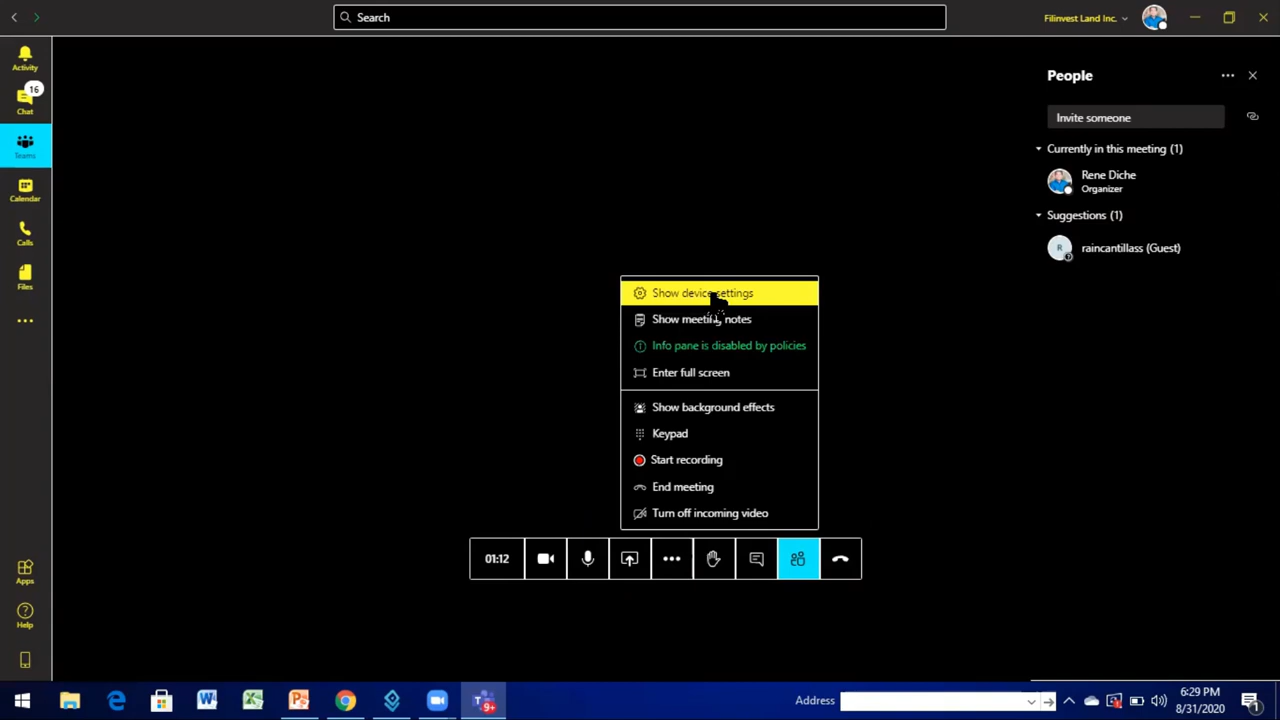 Search
Filinvest Land Inc.
Activity
16
Chat
Teams
Calendar
Calls
Files
Apps
Help
People
Invite someone
Currently in this meeting (1)
Rene Diche
Organizer
Suggestions (1)
R
raincantillass (Guest)
Show device settings
Show meeting notes
Info pane is disabled by policies
Enter full screen
Show background effects
Keypad
Start recording
End meeting
Turn off incoming video
01:12
9+
Address
6:29 PM
8/31/2020
1